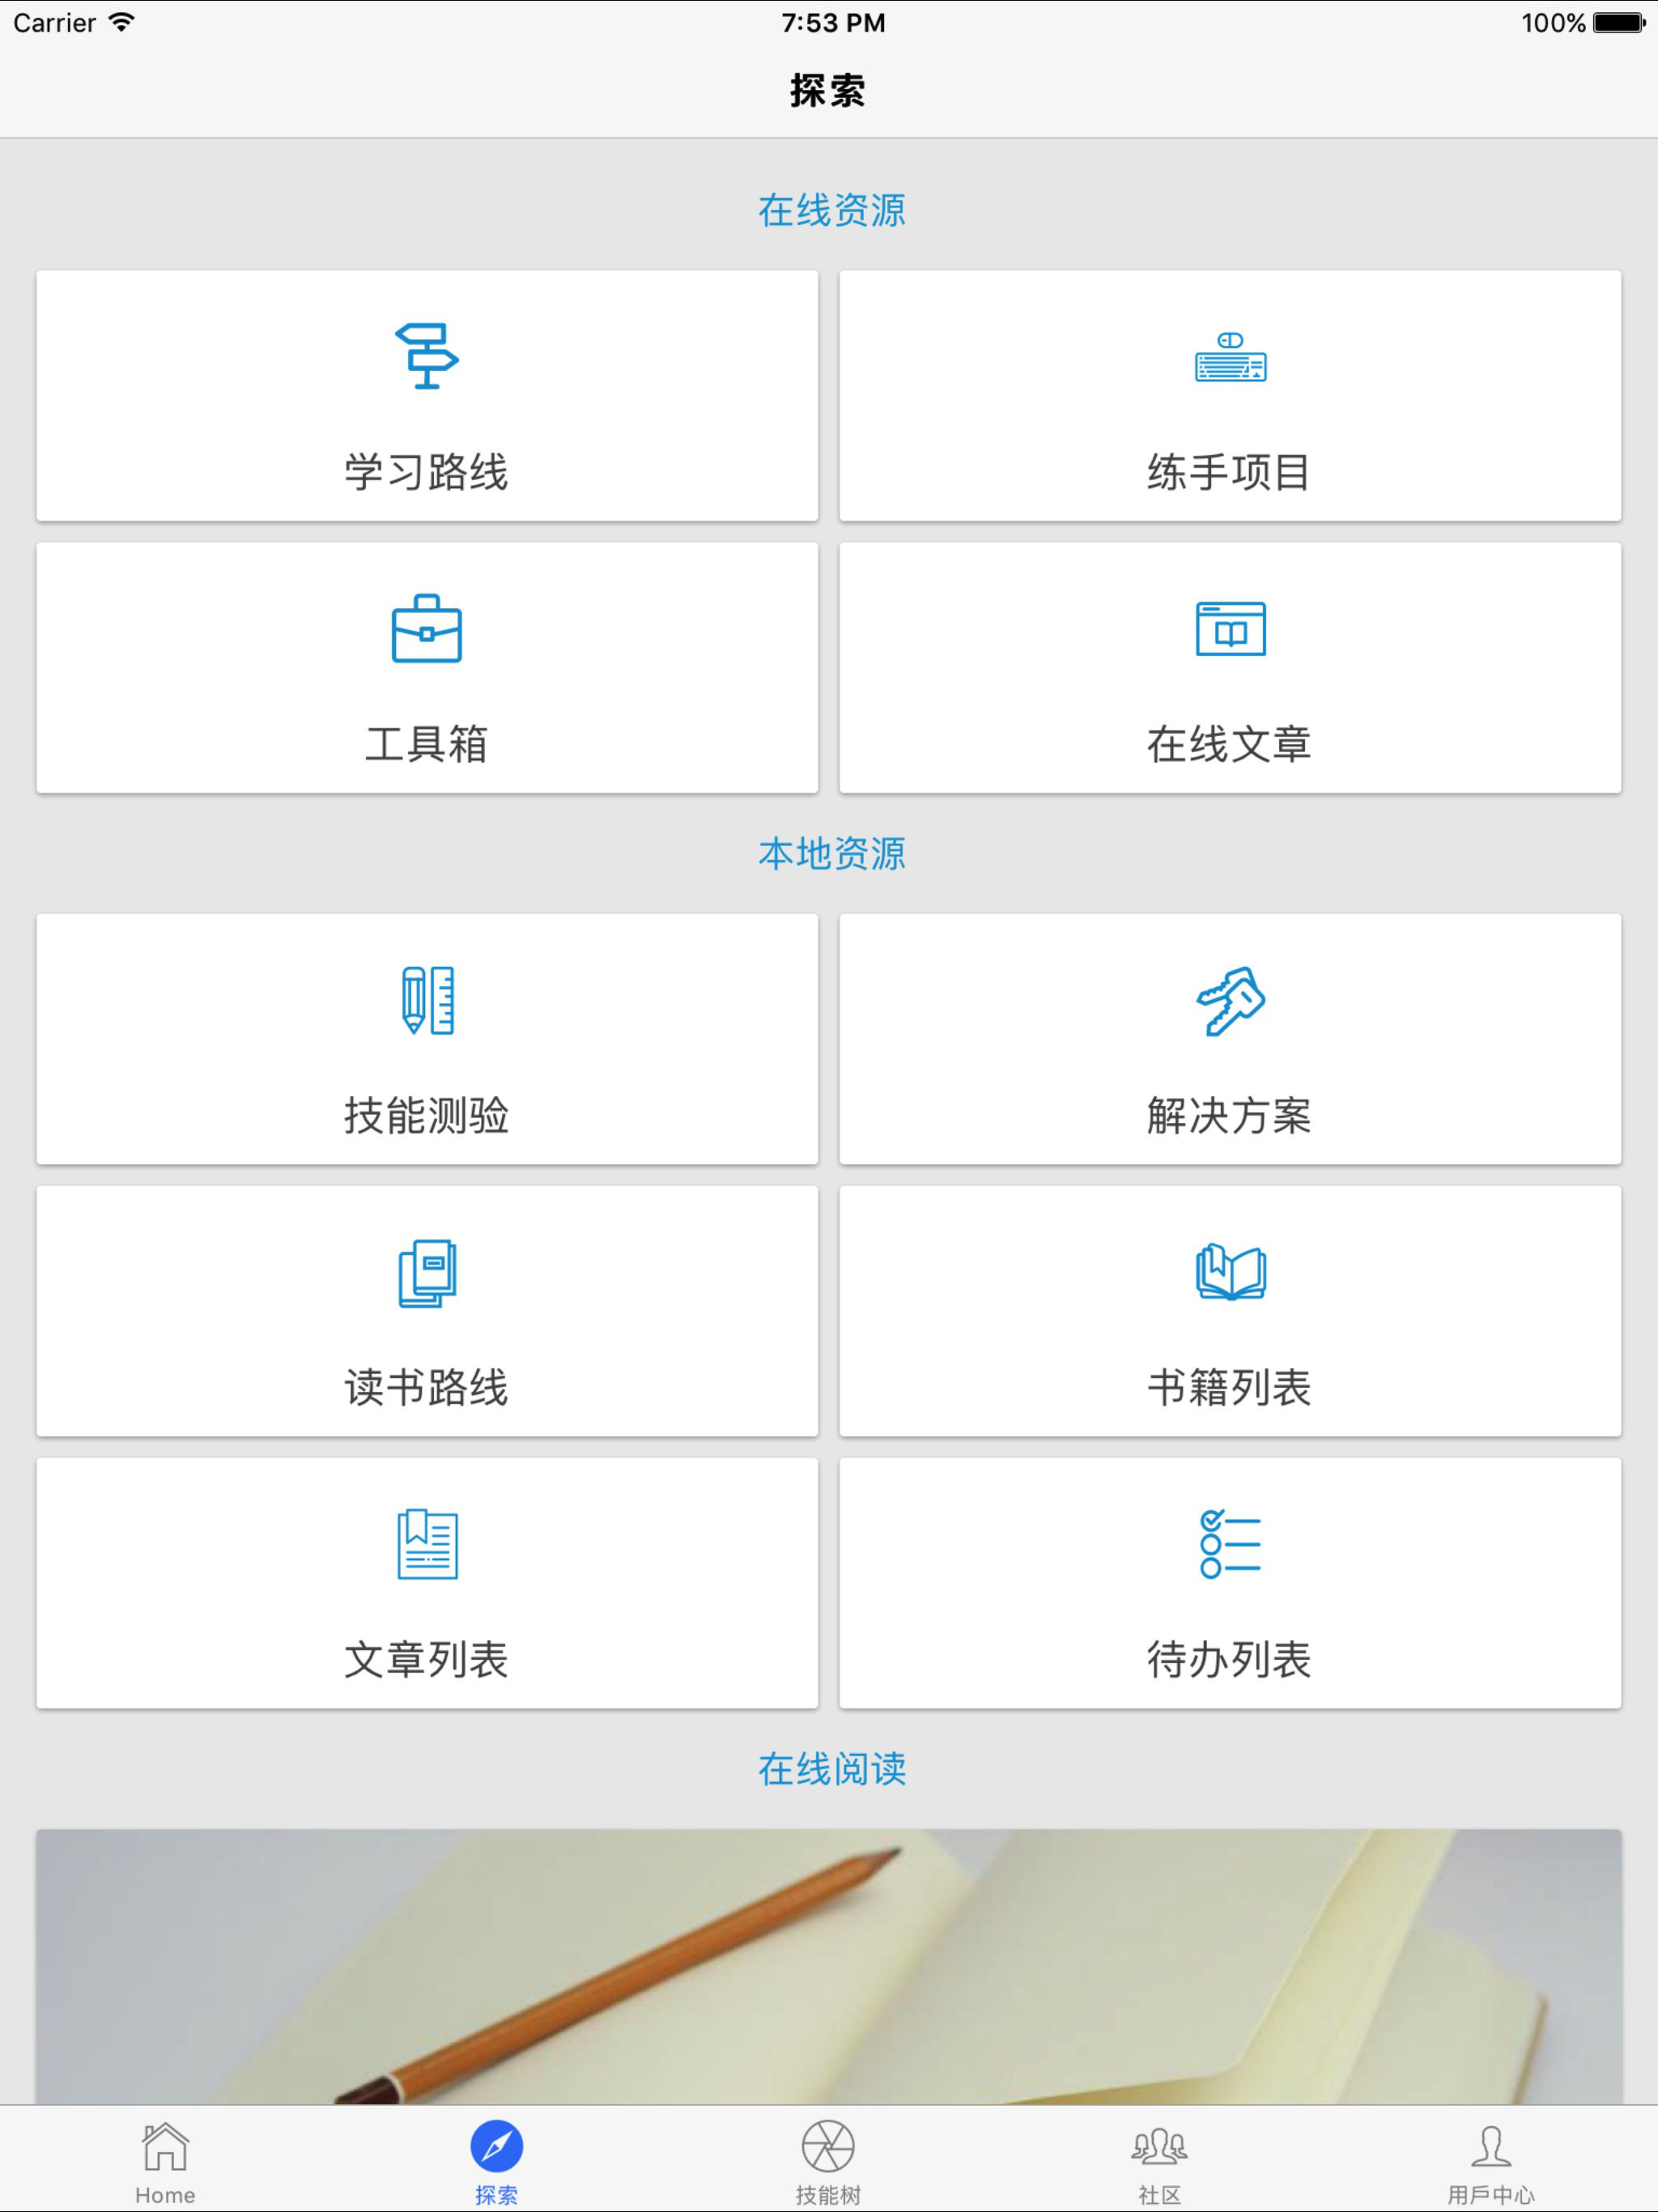 Carrier 7:53 PM 100%
探索
在线资源
学习路线 练手项目
工具箱 在线文章
本地资源
技能测验 解决方案
读书路线 书籍列表
文章列表 待办列表
在线阅读
Home 探索 技能树 社区 用戶中心